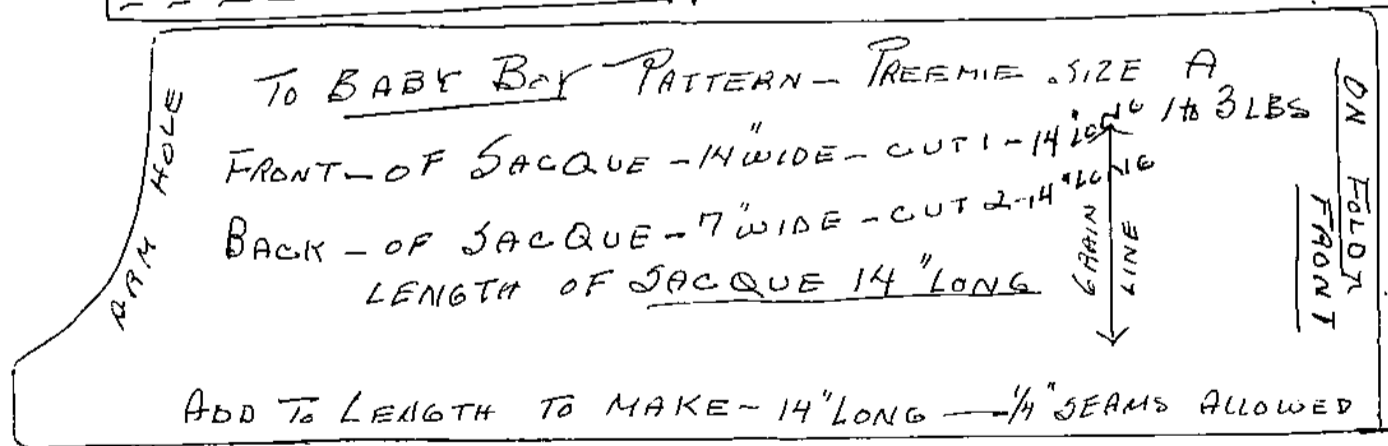 TO BABY BOY PATTERN - PREEMIE . SIZE A
1 to 3 LBS
FRONT - OF SACQUE - 14" WIDE - CUT 1 - 14 LONG
BACK - OF SACQUE - 7" WIDE - CUT 2 - 14" LONG
LENGTH OF SACQUE 14" LONG
ARM HOLE
GRAIN
LINE
ON FOLD
FRONT
ADD TO LENGTH TO MAKE - 14" LONG — 1/4" SEAMS ALLOWED